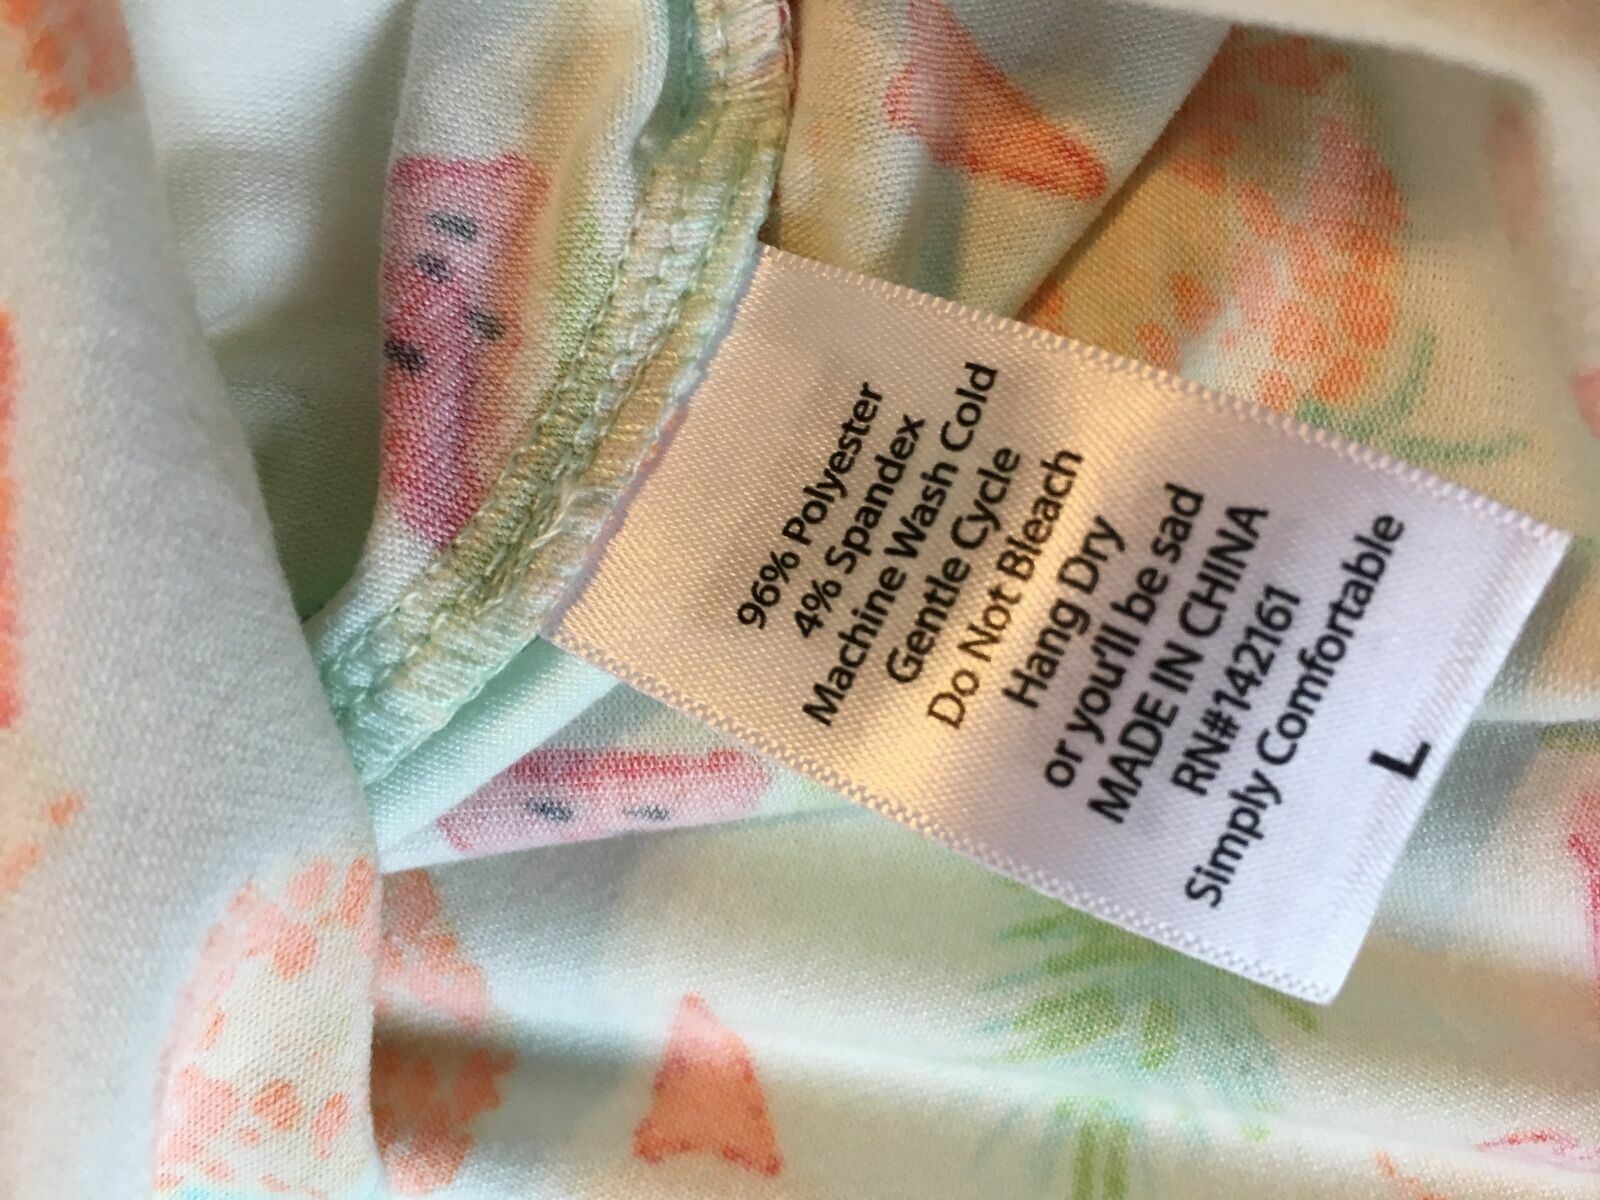 96% Polyester
4% Spandex
Machine Wash Cold
Gentle Cycle
Do Not Bleach
Hang Dry
or you'll be sad
MADE IN CHINA
RN#142161
Simply Comfortable
L